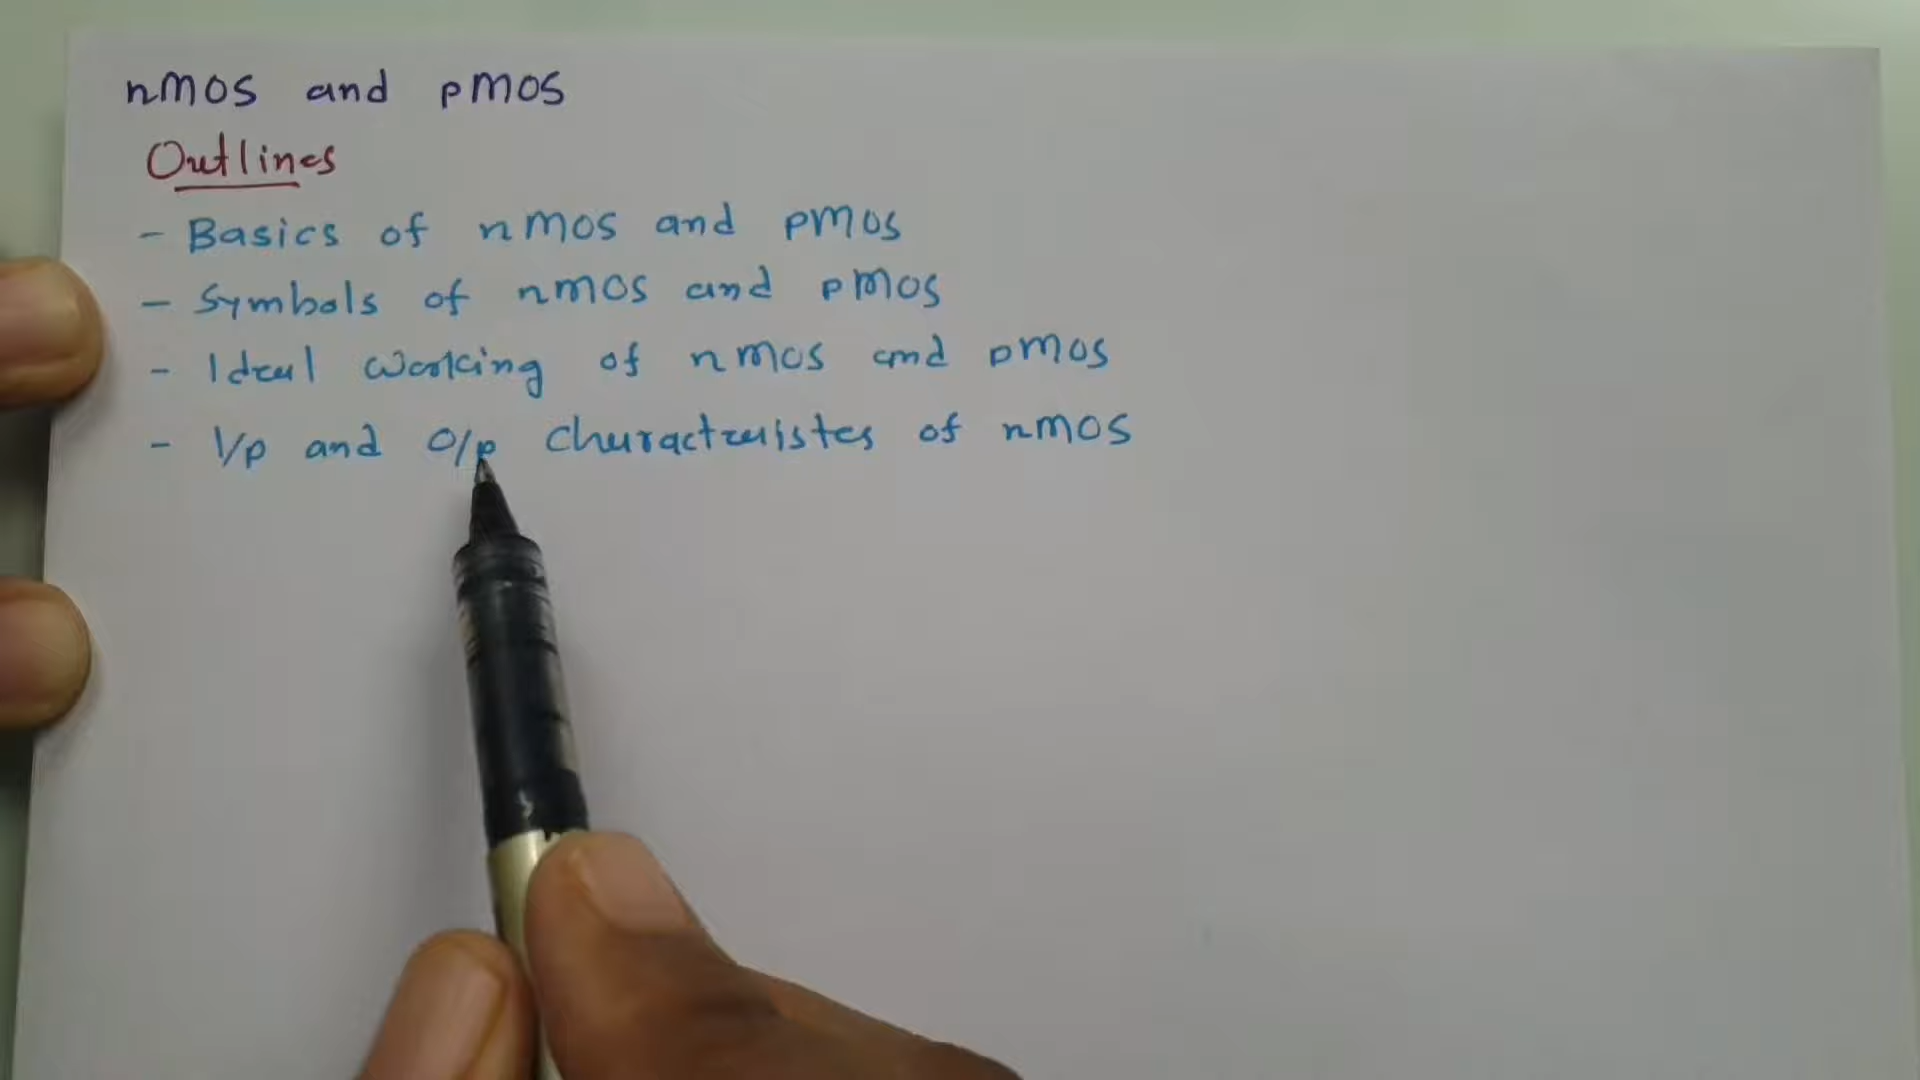 nMOS and pMOS
Outlines
- Basics of nMOS and pMOS
- Symbols of nMOS and pMOS
- Ideal working of nMOS and pMOS
- I/p and O/p Characteristcs of nMOS